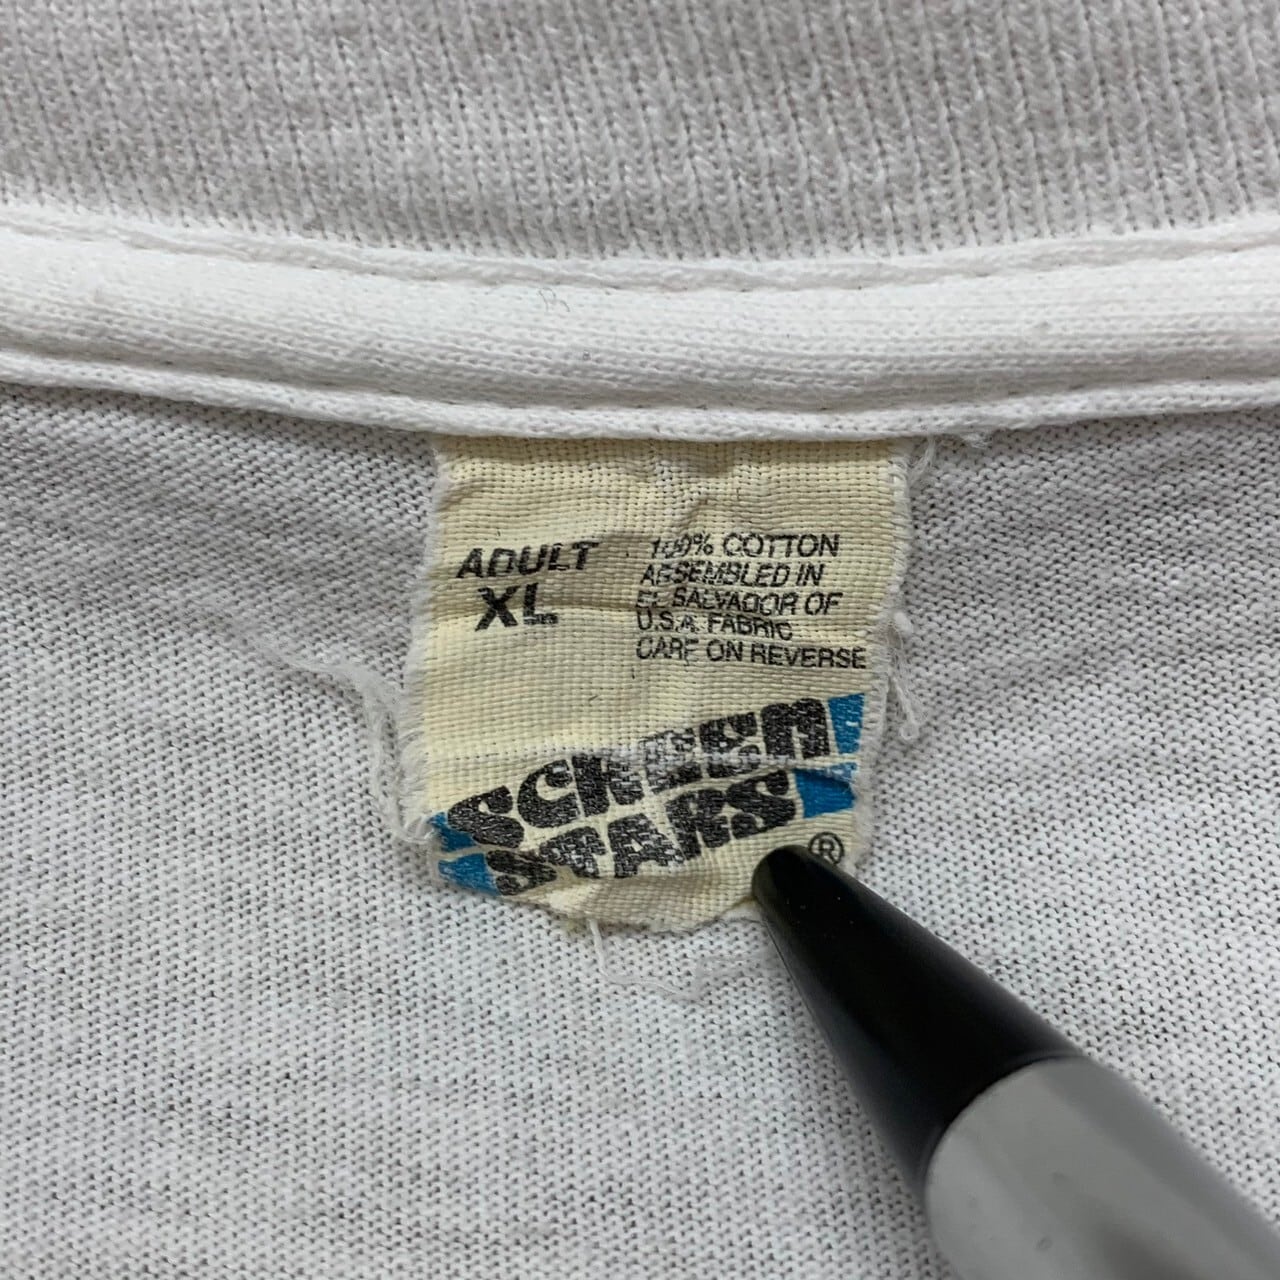 ADULT
XL
100% COTTON
ASSEMBLED IN
EL SALVADOR OF
U.S.A. FABRIC
CARE ON REVERSE
SCREEN
STARS
®